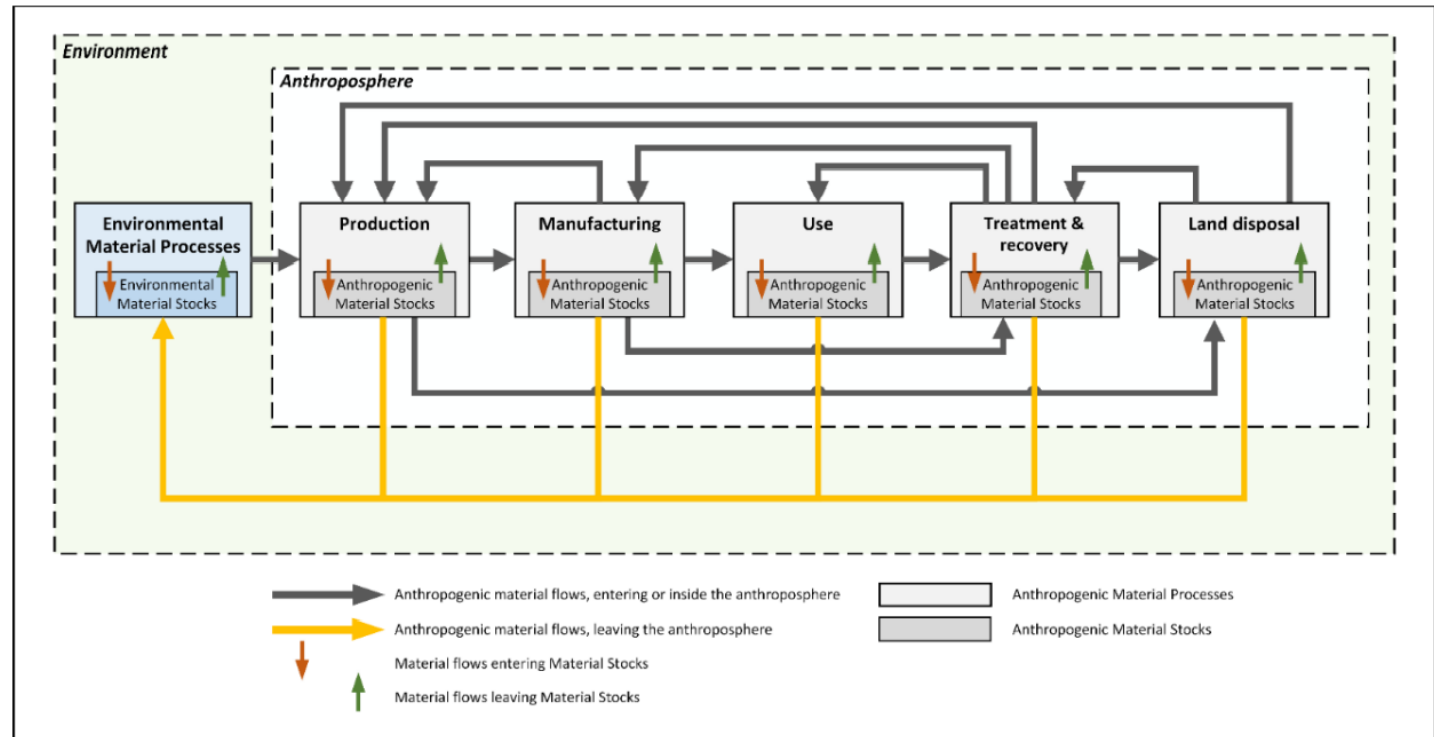 Environment
Anthroposphere
Environmental
Material Processes
Environmental
Material Stocks
Production
Anthropogenic
Material Stocks
Manufacturing
Anthropogenic
Material Stocks
Use
Anthropogenic
Material Stocks
Treatment &
recovery
Anthropogenic
Material Stocks
Land disposal
Anthropogenic
Material Stocks
Anthropogenic material flows, entering or inside the anthroposphere
Anthropogenic material flows, leaving the anthroposphere
Material flows entering Material Stocks
Material flows leaving Material Stocks
Anthropogenic Material Processes
Anthropogenic Material Stocks